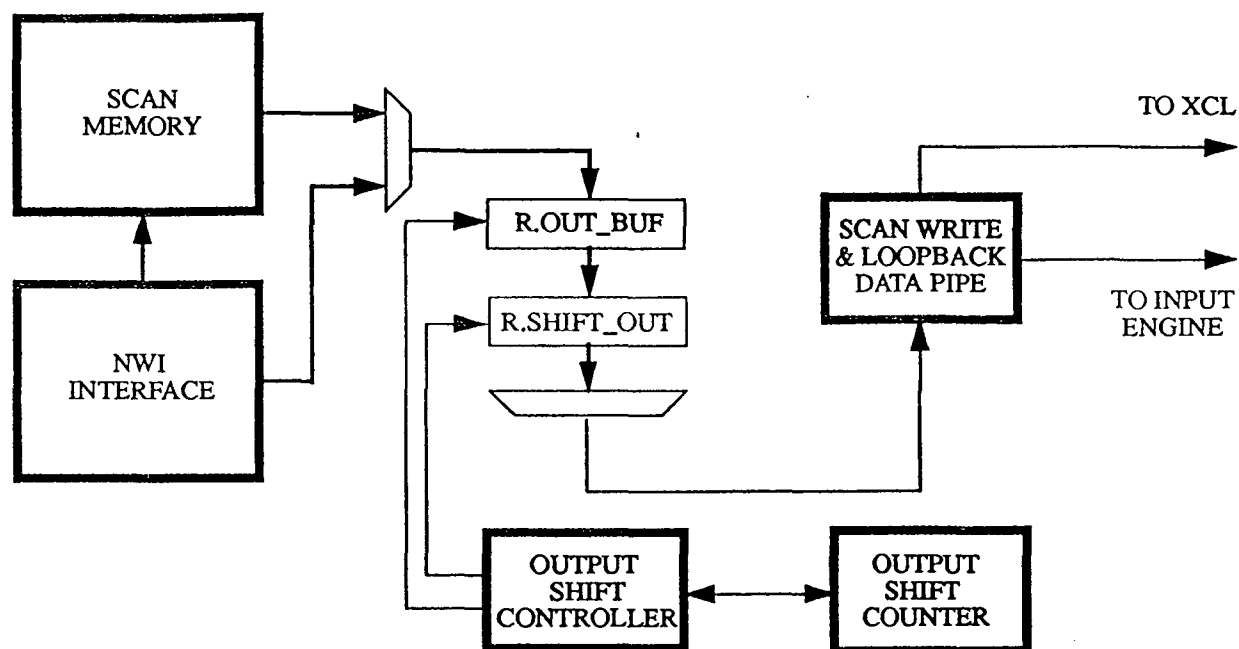 SCAN
MEMORY
NWI
INTERFACE
R.OUT_BUF
R.SHIFT_OUT
SCAN WRITE
& LOOPBACK
DATA PIPE
TO XCL
TO INPUT
ENGINE
OUTPUT
SHIFT
CONTROLLER
OUTPUT
SHIFT
COUNTER